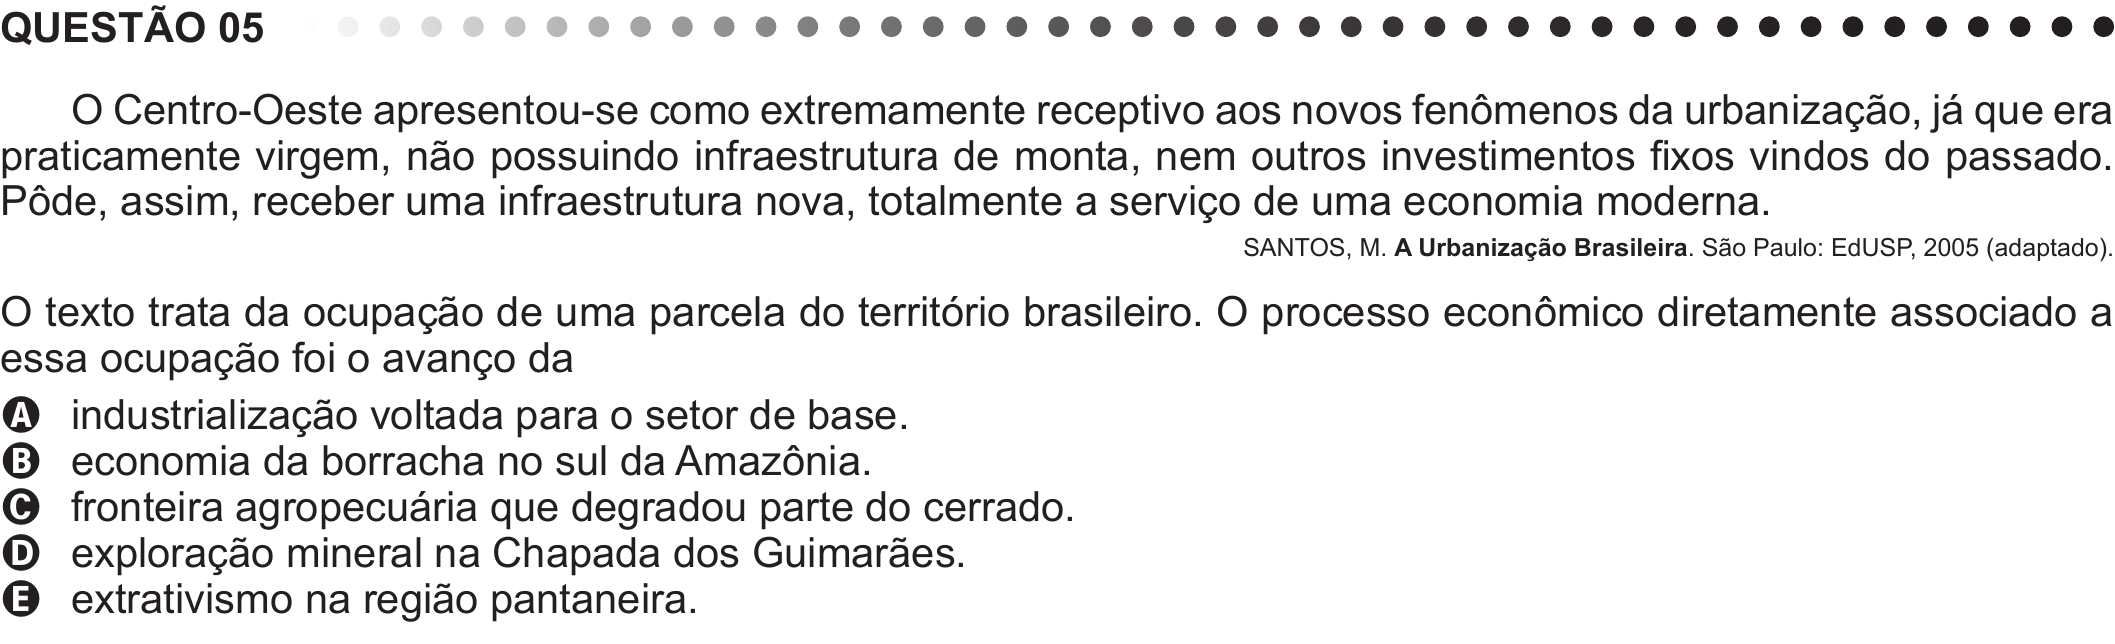 QUESTÃO 05
O Centro-Oeste apresentou-se como extremamente receptivo aos novos fenômenos da urbanização, já que era
praticamente virgem, não possuindo infraestrutura de monta, nem outros investimentos fixos vindos do passado.
Pôde, assim, receber uma infraestrutura nova, totalmente a serviço de uma economia moderna.
SANTOS, M. A Urbanização Brasileira. São Paulo: EdUSP, 2005 (adaptado).
O texto trata da ocupação de uma parcela do território brasileiro. O processo econômico diretamente associado a
essa ocupação foi o avanço da
A industrialização voltada para o setor de base.
B economia da borracha no sul da Amazônia.
C fronteira agropecuária que degradou parte do cerrado.
D exploração mineral na Chapada dos Guimarães.
E extrativismo na região pantaneira.